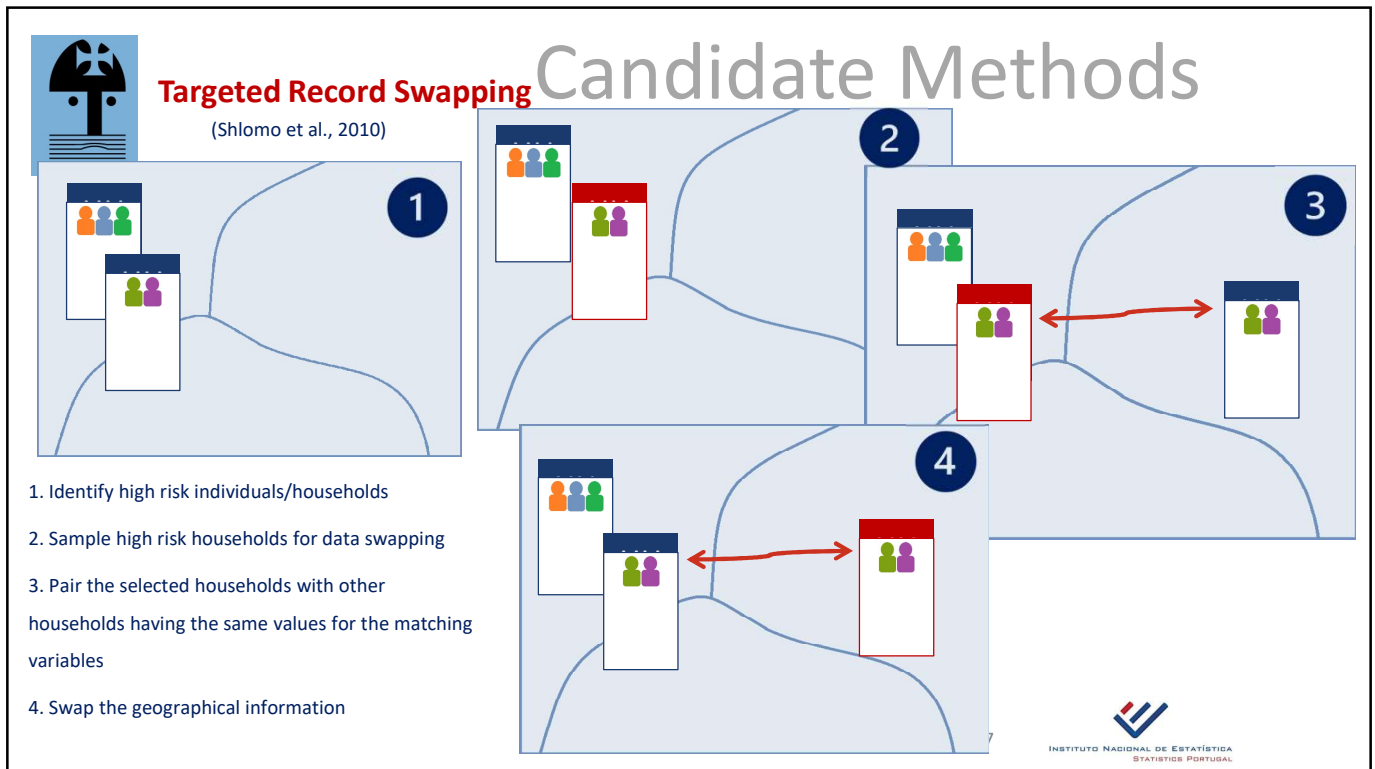 Candidate Methods
Targeted Record Swapping
(Shlomo et al., 2010)
1
2
3
4
1. Identify high risk individuals/households
2. Sample high risk households for data swapping
3. Pair the selected households with other
households having the same values for the matching
variables
4. Swap the geographical information
7
INSTITUTO NACIONAL DE ESTATÍSTICA
STATISTICS PORTUGAL